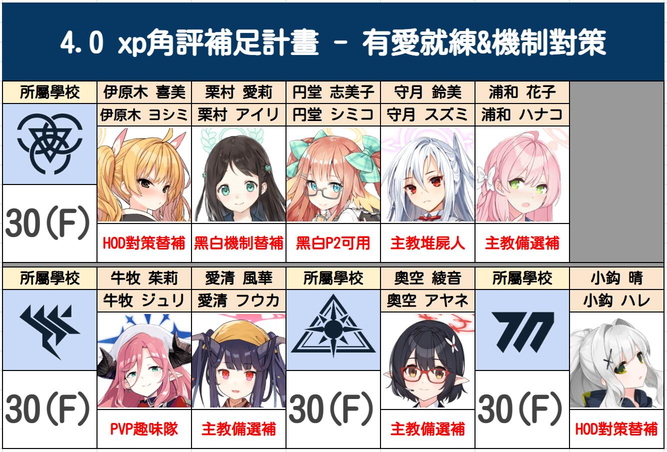 4.0 xp角評補足計畫 - 有愛就練&機制對策
所屬學校 伊原木 喜美 栗村 愛莉 円堂 志美子 守月 鈴美 浦和 花子
伊原木 ヨシミ 栗村 アイリ 円堂 シミコ 守月 スズミ 浦和 ハナコ
30(F)
HOD對策替補 黑白機制替補 黑白P2可用 主教堆屍人 主教備選補
所屬學校 牛牧 茱莉 愛清 風華 所屬學校 奧空 綾音 所屬學校 小鈎 晴
牛牧 ジュリ 愛清 フウカ 奧空 アヤネ 小鈎 ハレ
30(F) 30(F) 30(F)
PVP趣味隊 主教備選補 主教備選補 HOD對策替補